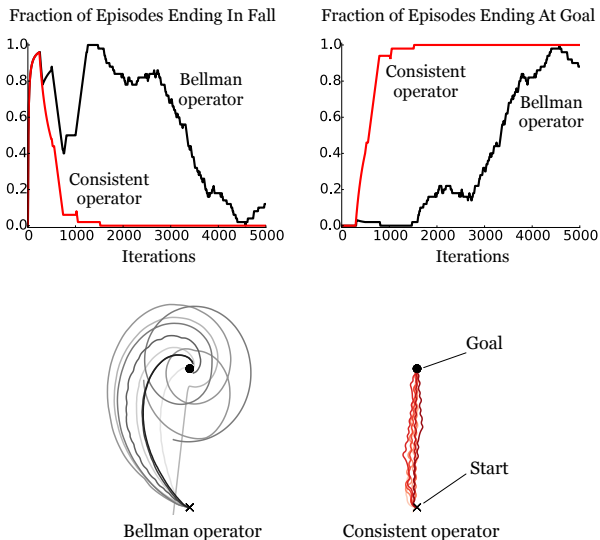 Fraction of Episodes Ending In Fall
1.0
0.8
0.6
0.4
0.2
0.0
0 1000 2000 3000 4000 5000
Iterations
Bellman
operator
Consistent
operator
Fraction of Episodes Ending At Goal
1.0
0.8
0.6
0.4
0.2
0.0
0 1000 2000 3000 4000 5000
Iterations
Consistent
operator
Bellman
operator
Bellman operator
Goal
Start
Consistent operator